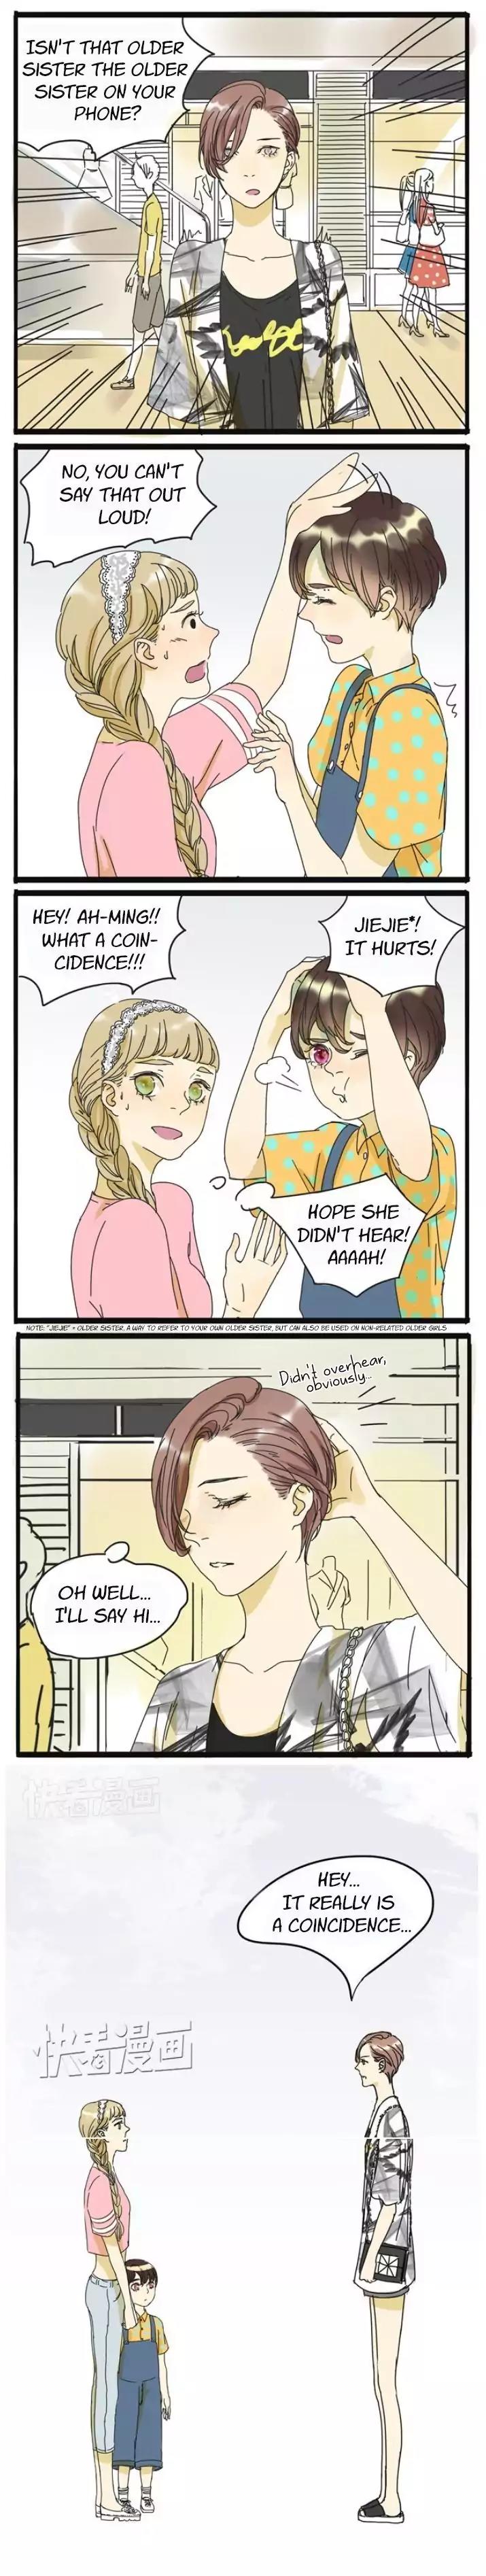 ISN'T THAT OLDER
SISTER THE OLDER
SISTER ON YOUR
PHONE?
NO, YOU CAN'T
SAY THAT OUT
LOUD!
HEY! AH-MING!!
WHAT A COIN-
CIDENCE!!!
JIEJIE*!
IT HURTS!
HOPE SHE
DIDN'T HEAR!
AAAAH!
NOTE: "JIEJIE" = OLDER SISTER. A WAY TO REFER TO YOUR OWN OLDER SISTER, BUT CAN ALSO BE USED ON NON-RELATED OLDER GIRLS
Didn't overhear,
obviously...
OH WELL...
I'LL SAY HI...
快看漫画
HEY...
IT REALLY IS
A COINCIDENCE...
快看漫画